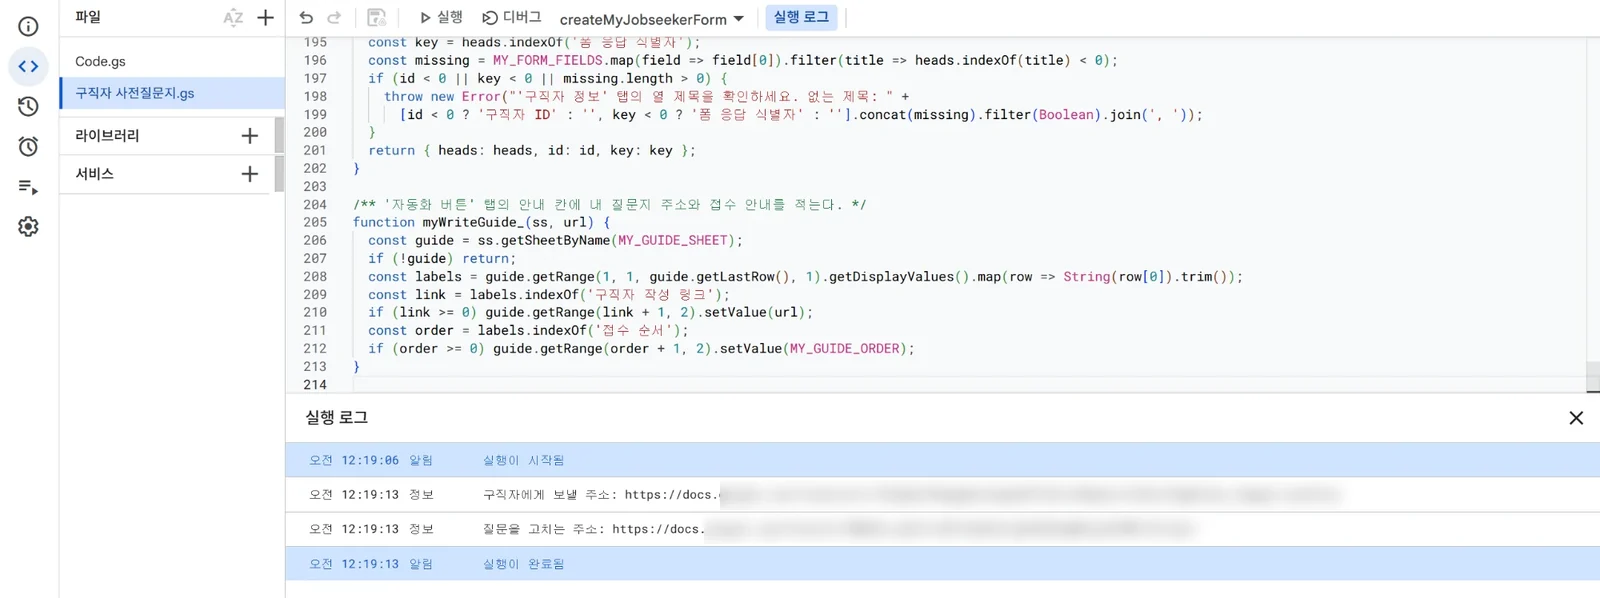 파일
AZ
실행
디버그
createMyJobseekerForm
실행 로그
Code.gs
구직자 사전질문지.gs
라이브러리
서비스
195 const key = heads.indexOf('폼 응답 식별자');
196 const missing = MY_FORM_FIELDS.map(field => field[0]).filter(title => heads.indexOf(title) < 0);
197 if (id < 0 || key < 0 || missing.length > 0) {
198 throw new Error("'구직자 정보' 탭의 열 제목을 확인하세요. 없는 제목: " +
199 [id < 0 ? '구직자 ID' : '', key < 0 ? '폼 응답 식별자' : ''].concat(missing).filter(Boolean).join(', '));
200 }
201 return { heads: heads, id: id, key: key };
202 }
203
204 /** '자동화 버튼' 탭의 안내 칸에 내 질문지 주소와 접수 안내를 적는다. */
205 function myWriteGuide_(ss, url) {
206 const guide = ss.getSheetByName(MY_GUIDE_SHEET);
207 if (!guide) return;
208 const labels = guide.getRange(1, 1, guide.getLastRow(), 1).getDisplayValues().map(row => String(row[0]).trim());
209 const link = labels.indexOf('구직자 작성 링크');
210 if (link >= 0) guide.getRange(link + 1, 2).setValue(url);
211 const order = labels.indexOf('접수 순서');
212 if (order >= 0) guide.getRange(order + 1, 2).setValue(MY_GUIDE_ORDER);
213 }
214
실행 로그
오전 12:19:06 알림 실행이 시작됨
오전 12:19:13 정보 구직자에게 보낼 주소: https://docs.
오전 12:19:13 정보 질문을 고치는 주소: https://docs.
오전 12:19:13 알림 실행이 완료됨